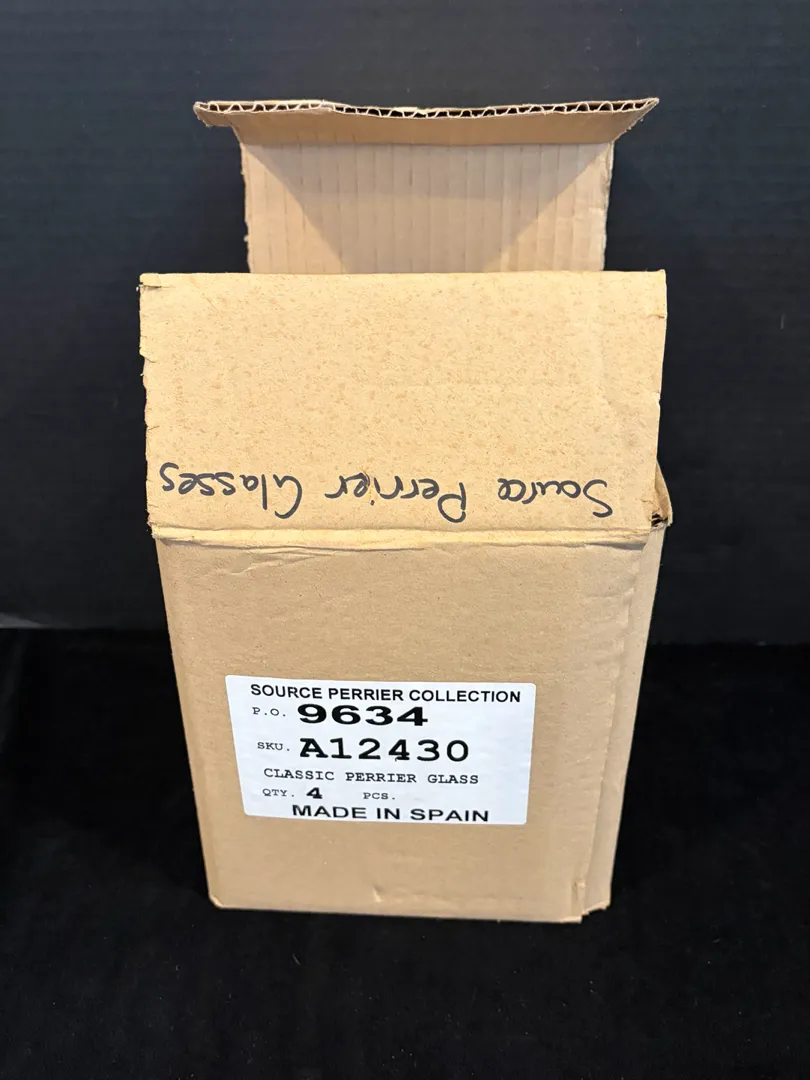 Source Perrier Glasses
SOURCE PERRIER COLLECTION
P.O. 9634
SKU. A12430
CLASSIC PERRIER GLASS
QTY. 4 PCS.
MADE IN SPAIN